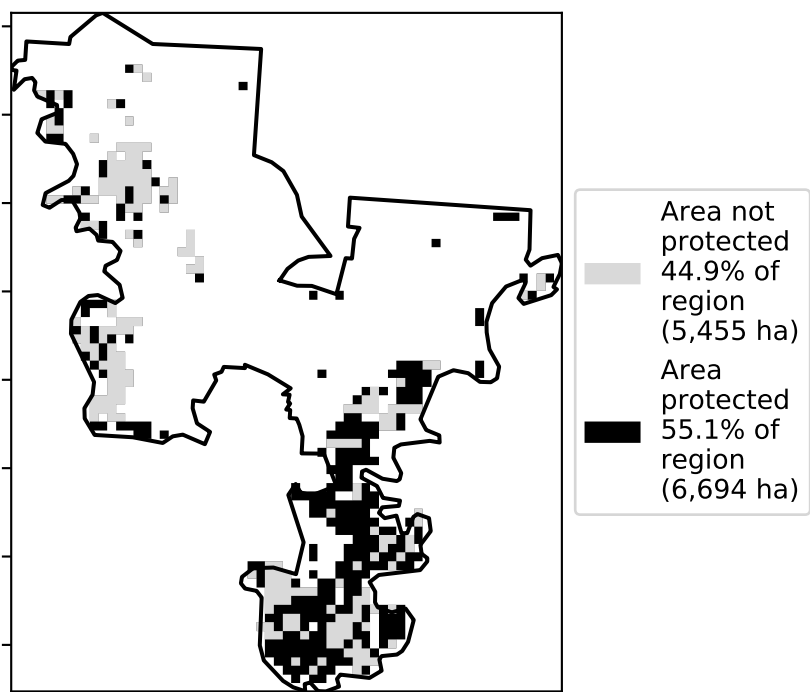 Area not
protected
44.9% of
region
(5,455 ha)
Area
protected
55.1% of
region
(6,694 ha)